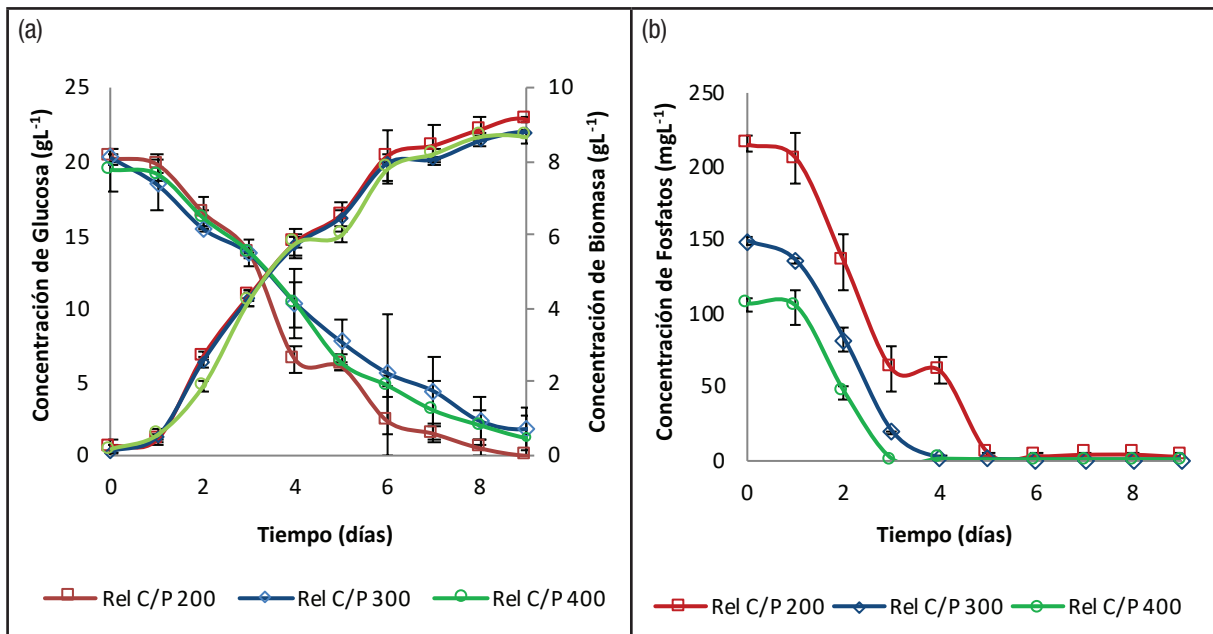 (a)
Concentración de Glucosa (gL-1)
25
20
15
10
5
0
10
8
6
4
2
0
Concentración de Biomasa (gL-1)
0 2 4 6 8
Tiempo (días)
Rel C/P 200 Rel C/P 300 Rel C/P 400
(b)
Concentración de Fosfatos (mgL-1)
250
200
150
100
50
0
0 2 4 6 8
Tiempo (días)
Rel C/P 200 Rel C/P 300 Rel C/P 400